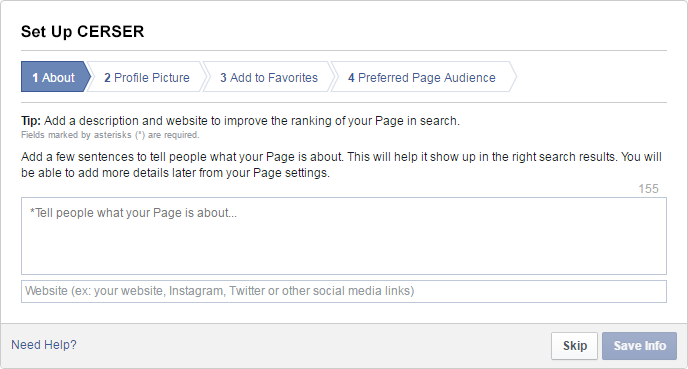 Set Up CERSER
1 About 2 Profile Picture 3 Add to Favorites 4 Preferred Page Audience
Tip: Add a description and website to improve the ranking of your Page in search.
Fields marked by asterisks (*) are required.
Add a few sentences to tell people what your Page is about. This will help it show up in the right search results. You will
be able to add more details later from your Page settings.
155
*Tell people what your Page is about...
Website (ex: your website, Instagram, Twitter or other social media links)
Need Help? Skip Save Info